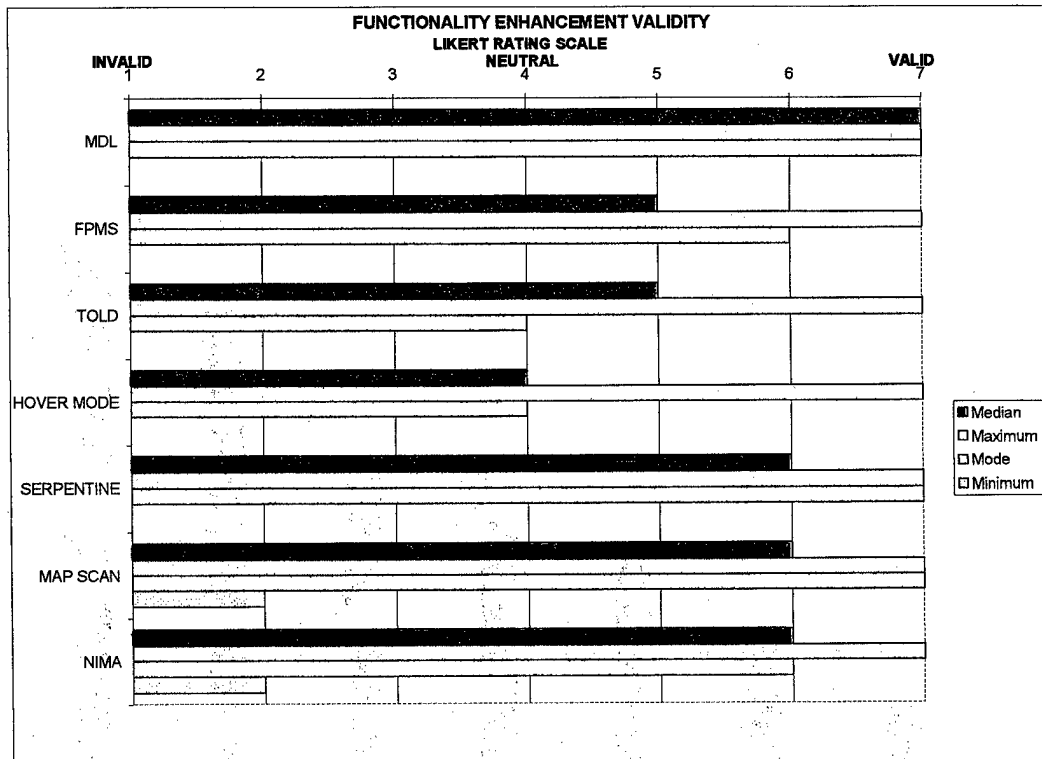 FUNCTIONALITY ENHANCEMENT VALIDITY
LIKERT RATING SCALE
INVALID NEUTRAL VALID
1 2 3 4 5 6 7
MDL
FPMS
TOLD
HOVER MODE
SERPENTINE
MAP SCAN
NIMA
Median
Maximum
Mode
Minimum